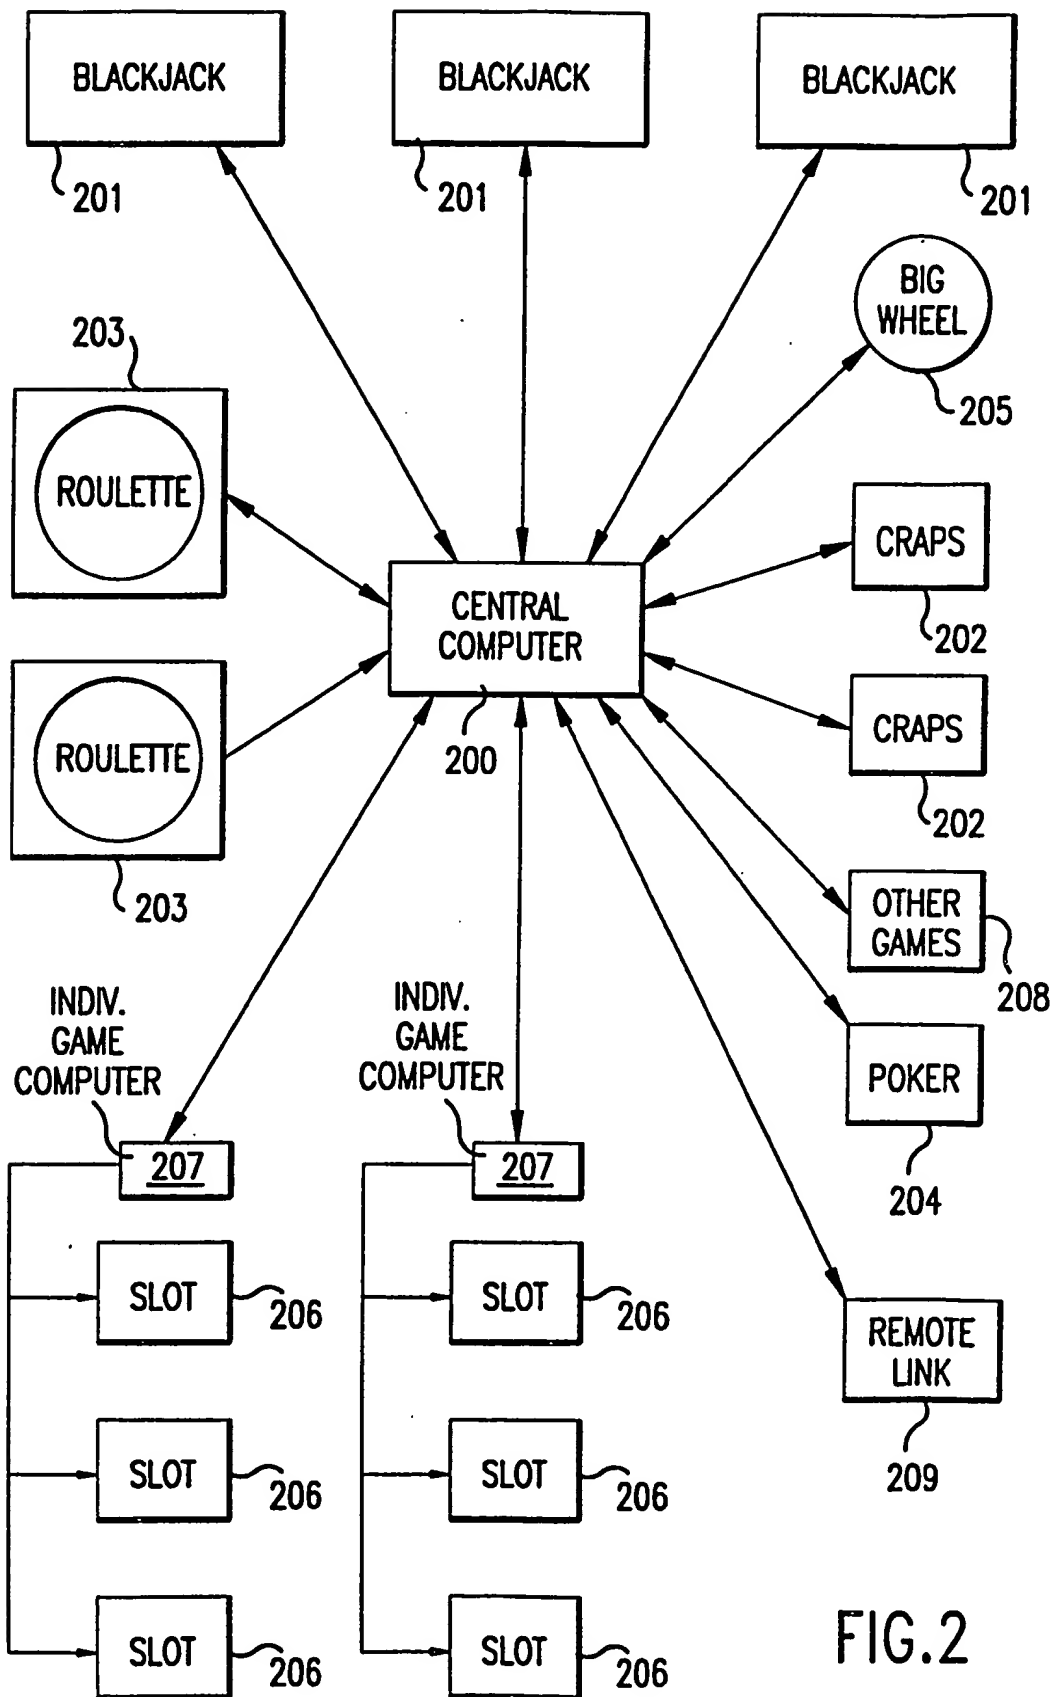 BLACKJACK
BLACKJACK
BLACKJACK
201
201
201
BIG
WHEEL
205
203
ROULETTE
CRAPS
202
CENTRAL
COMPUTER
200
ROULETTE
203
CRAPS
202
OTHER
GAMES
208
INDIV.
GAME
COMPUTER
207
INDIV.
GAME
COMPUTER
207
POKER
204
SLOT
206
SLOT
206
SLOT
206
SLOT
206
SLOT
206
SLOT
206
REMOTE
LINK
209
FIG.2